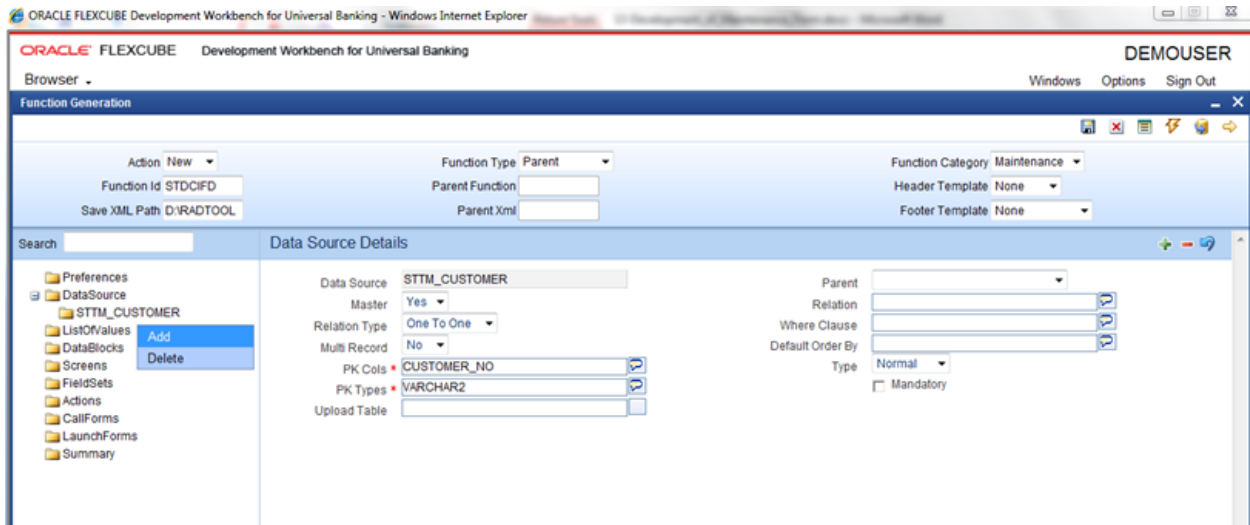 ORACLE FLEXCUBE Development Workbench for Universal Banking - Windows Internet Explorer
ORACLE FLEXCUBE Development Workbench for Universal Banking
DEMOUSER
Browser
Windows Options Sign Out
Function Generation
Action New Function Type Parent Function Category Maintenance
Function Id STDCIFD Parent Function Header Template None
Save XML Path D:\RADTOOL Parent Xml Footer Template None
Search Data Source Details
Preferences
DataSource
STTM_CUSTOMER
ListOfValues
DataBlocks
Screens
FieldSets
Actions
CallForms
LaunchForms
Summary
Add
Delete
Data Source STTM_CUSTOMER
Master Yes
Relation Type One To One
Multi Record No
PK Cols * CUSTOMER_NO
PK Types * VARCHAR2
Upload Table
Parent
Relation
Where Clause
Default Order By
Type Normal
Mandatory